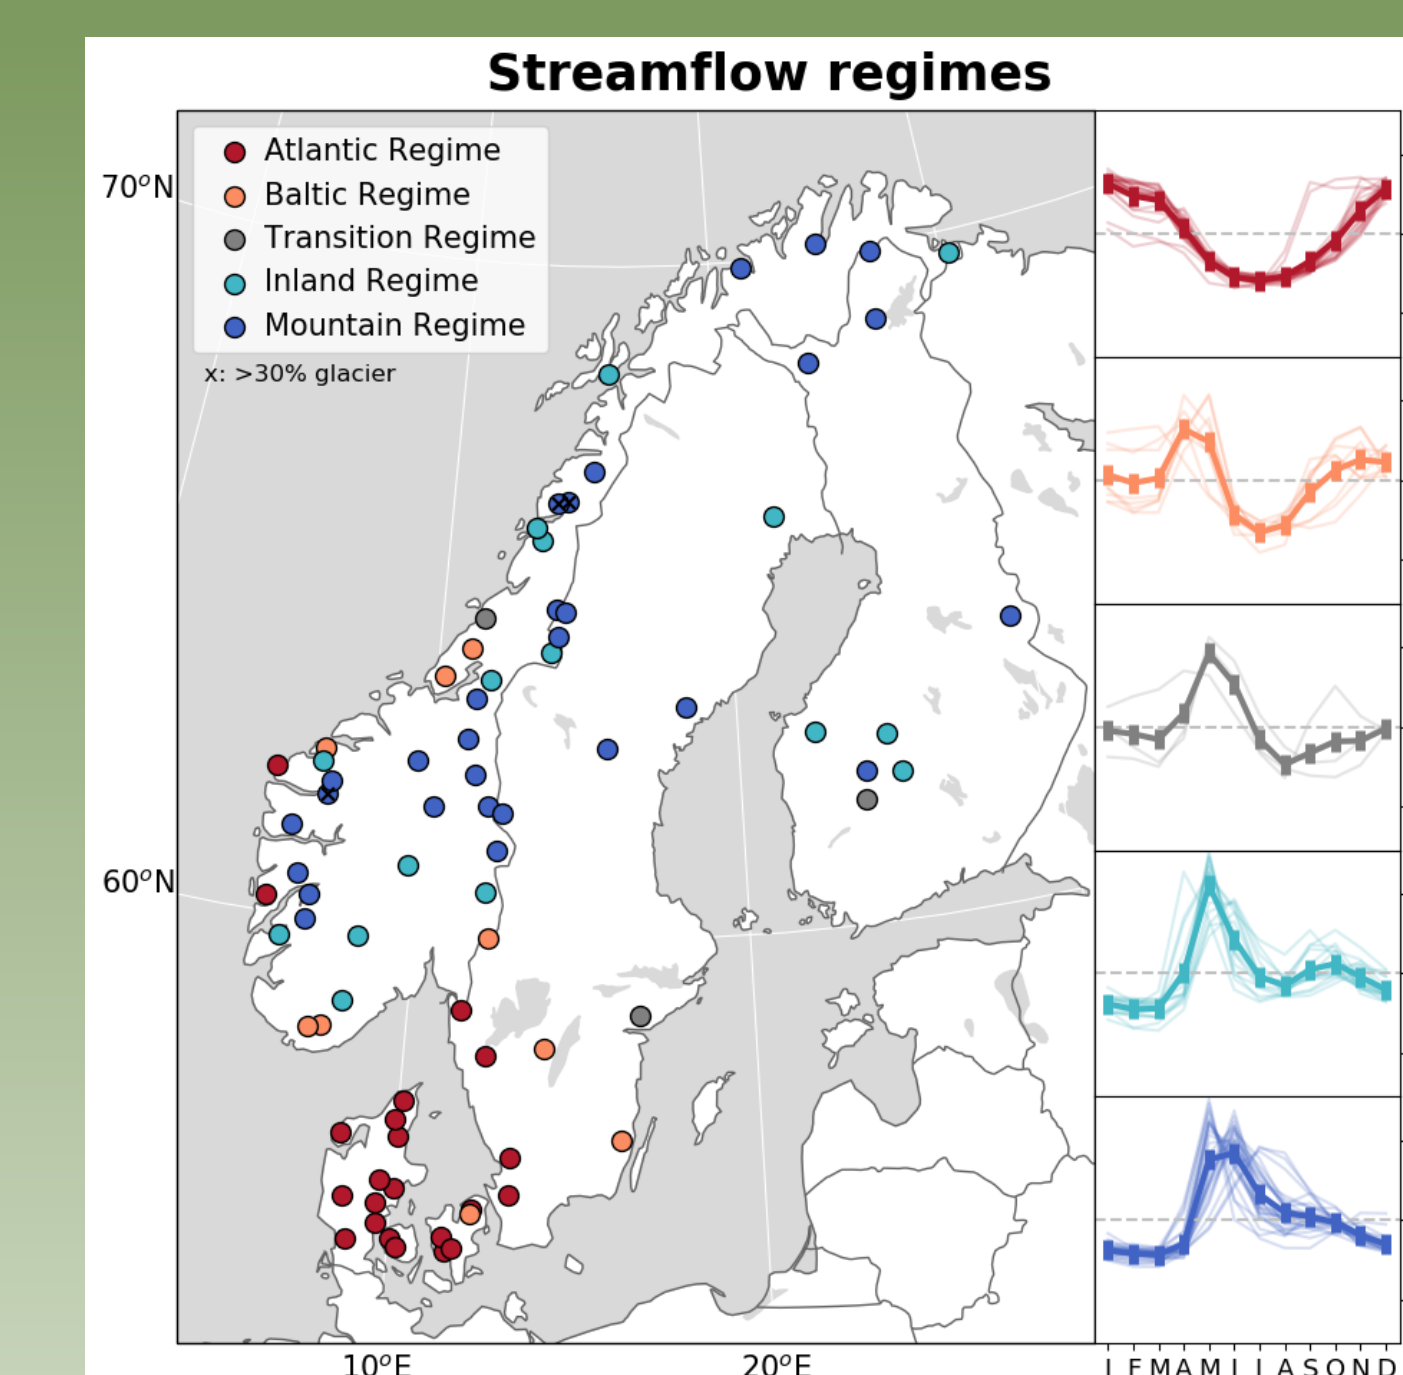 Streamflow regimes
Atlantic Regime
Baltic Regime
Transition Regime
Inland Regime
Mountain Regime
x: >30% glacier
70°N
60°N
10°E
20°E
J F M A M J J A S O N D